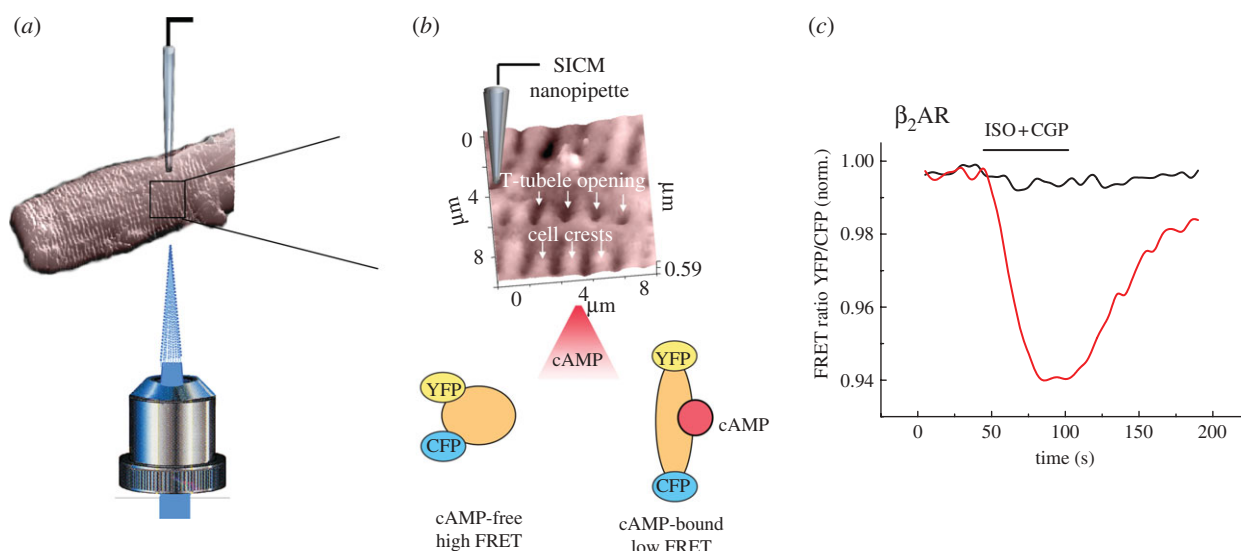 (a)
(b)
SICM
nanopipette
0
4
8
μm
T-tubele opening
cell crests
μm
0.59
0
4
8
μm
cAMP
YFP
CFP
YFP
cAMP
CFP
cAMP-free
high FRET
cAMP-bound
low FRET
(c)
β₂AR
ISO + CGP
1.00
0.98
0.96
0.94
FRET ratio YFP/CFP (norm.)
0
50
100
150
200
time (s)